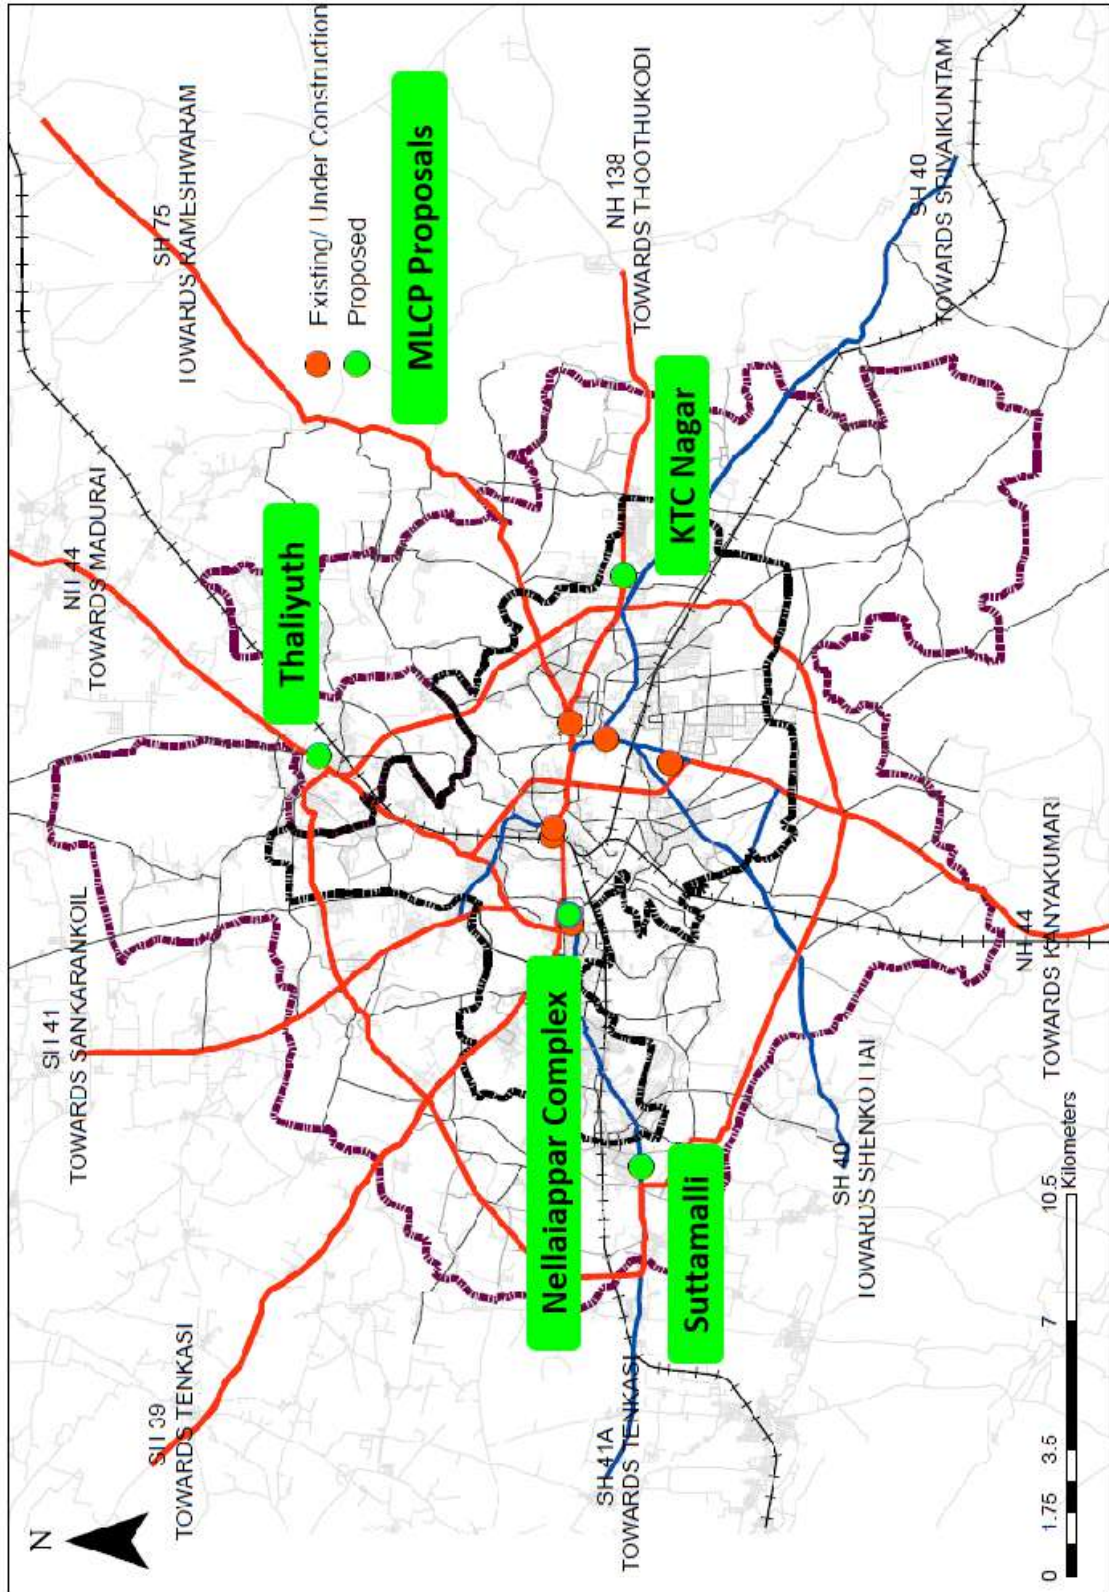 N
SH 39
TOWARDS TENKASI
SH 41
TOWARDS SANKARANKOIL
NH 44
TOWARDS MADURAI
SH 75
TOWARDS RAMESHWARAM
Existing/ Under Construction
Proposed
MLCP Proposals
Thaliyuth
NH 138
TOWARDS THOOTHUKODI
KTC Nagar
Nellaiappar Complex
Suttamalli
SH 41A
TOWARDS TENKASI
SH 40
TOWARDS SRIVAIKUNTAM
SH 40
TOWARDS SHENKOTTAI
NH 44
TOWARDS KANYAKUMARI
0 1.75 3.5 7 10.5
Kilometers